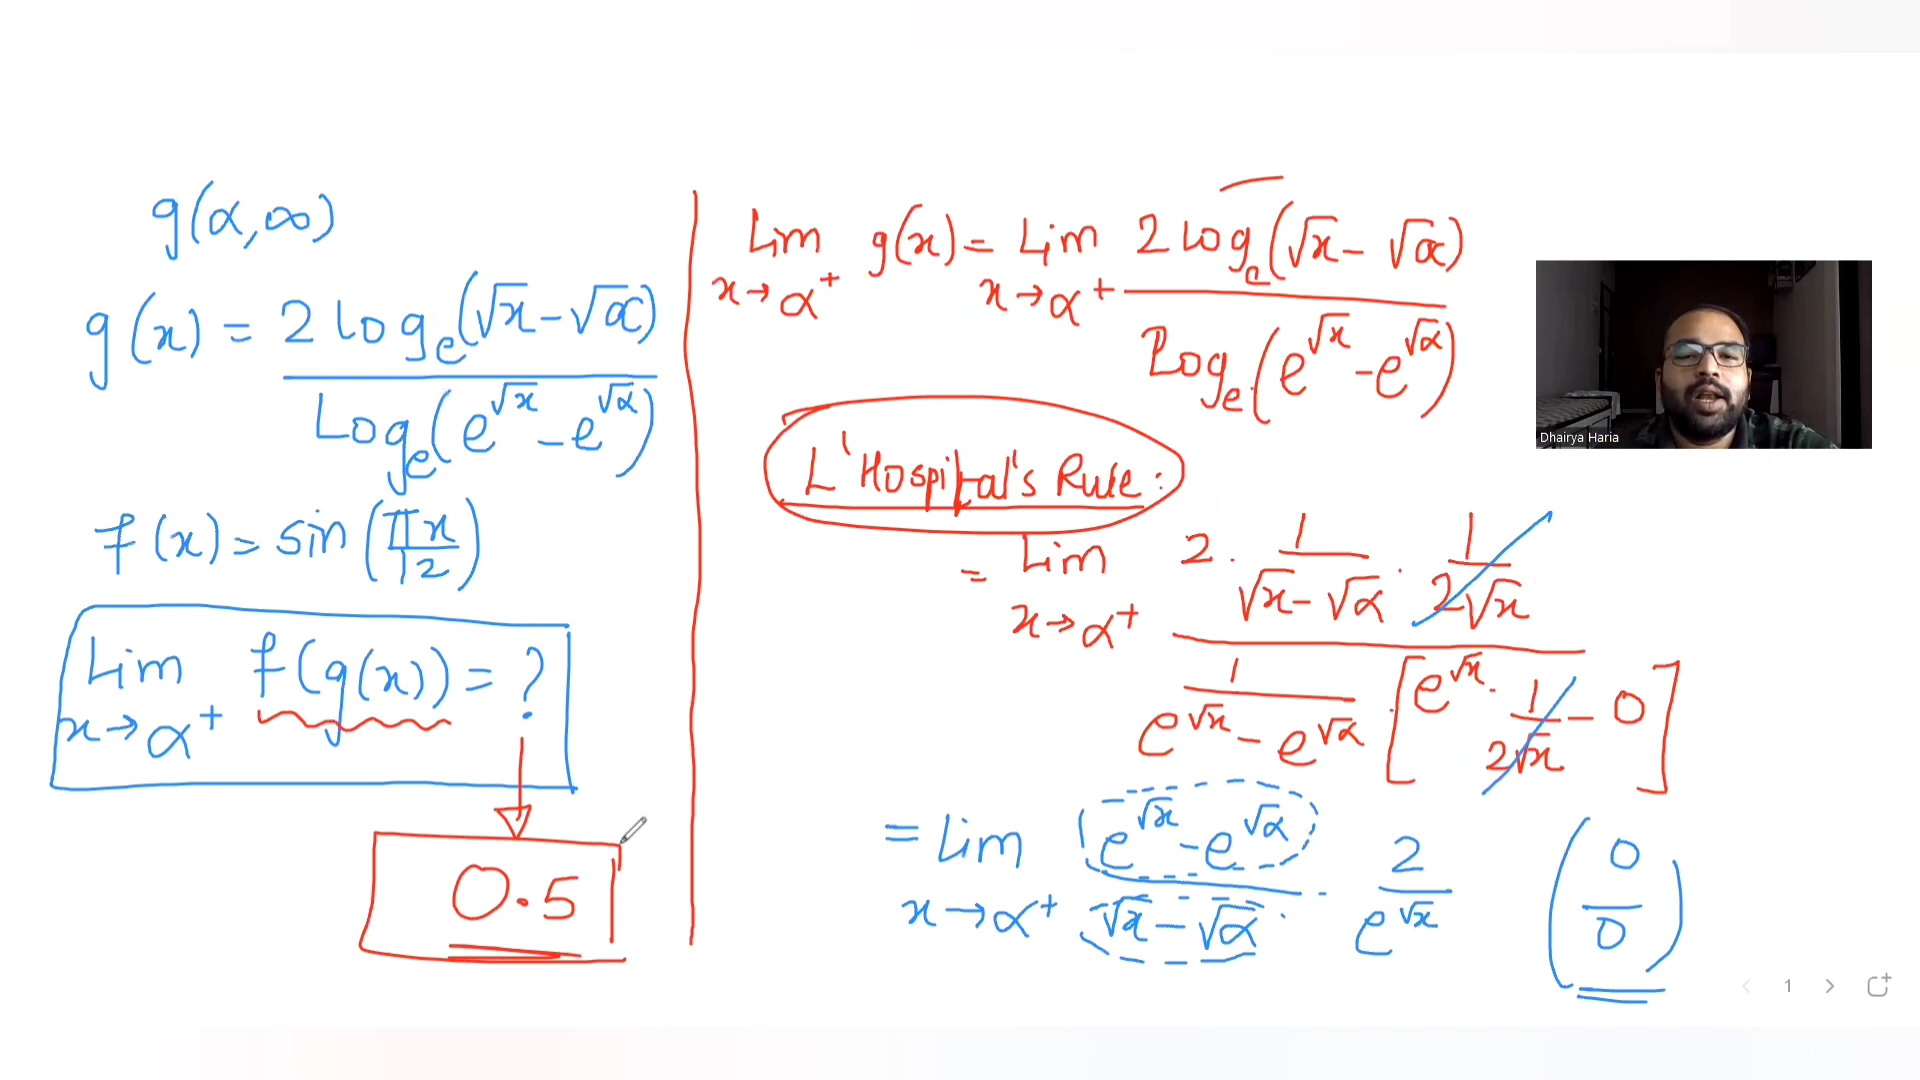 g(α,∞)
g(x) = 2 loge(√x-√α)
Loge(e^√x - e^√α)
f(x) = sin(πx/12)
Lim f(g(x)) = ?
x→α+
0.5
Lim g(x) = Lim 2 Loge(√x - √α)
x→α+ x→α+
Loge(e^√x - e^√α)
L'Hospital's Rule:
= Lim 2 · 1/(√x-√α) · 1/(2√x)
x→α+
1/(e^√x - e^√α) [e^√x · 1/(2√x) - 0]
= Lim (e^√x - e^√α)/(√x - √α) · 2/e^√x (0/0)
x→α+
Dhairya Haria
1